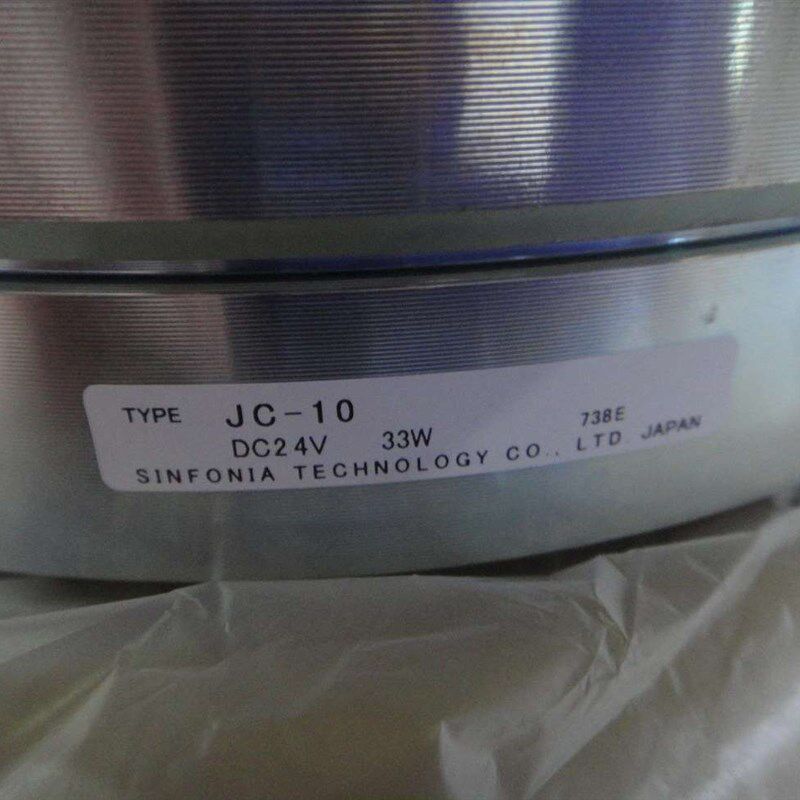 TYPE JC-10
DC24V 33W 738E
SINFONIA TECHNOLOGY CO., LTD. JAPAN